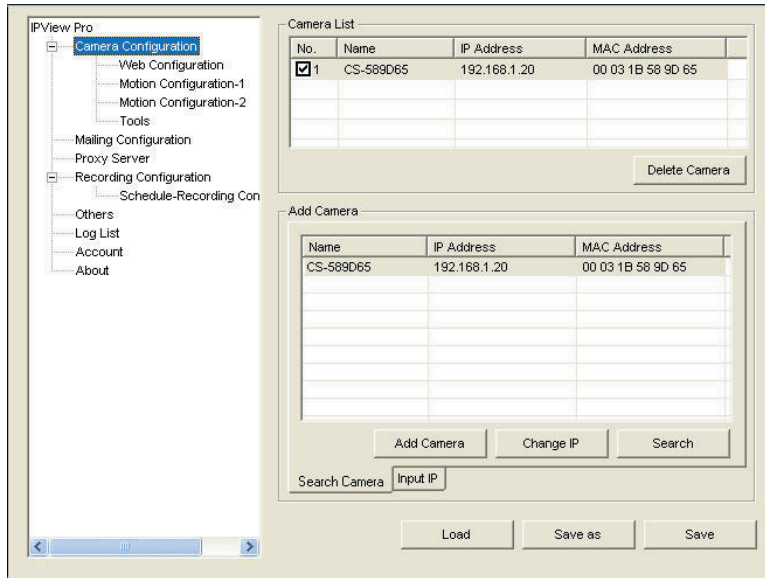 IPView Pro
Camera Configuration
Web Configuration
Motion Configuration-1
Motion Configuration-2
Tools
Mailing Configuration
Proxy Server
Recording Configuration
Schedule-Recording Con
Others
Log List
Account
About
Camera List
No. Name IP Address MAC Address
1 CS-589D65 192.168.1.20 00 03 1B 58 9D 65
Delete Camera
Add Camera
Name IP Address MAC Address
CS-589D65 192.168.1.20 00 03 1B 58 9D 65
Add Camera Change IP Search
Search Camera Input IP
Load Save as Save